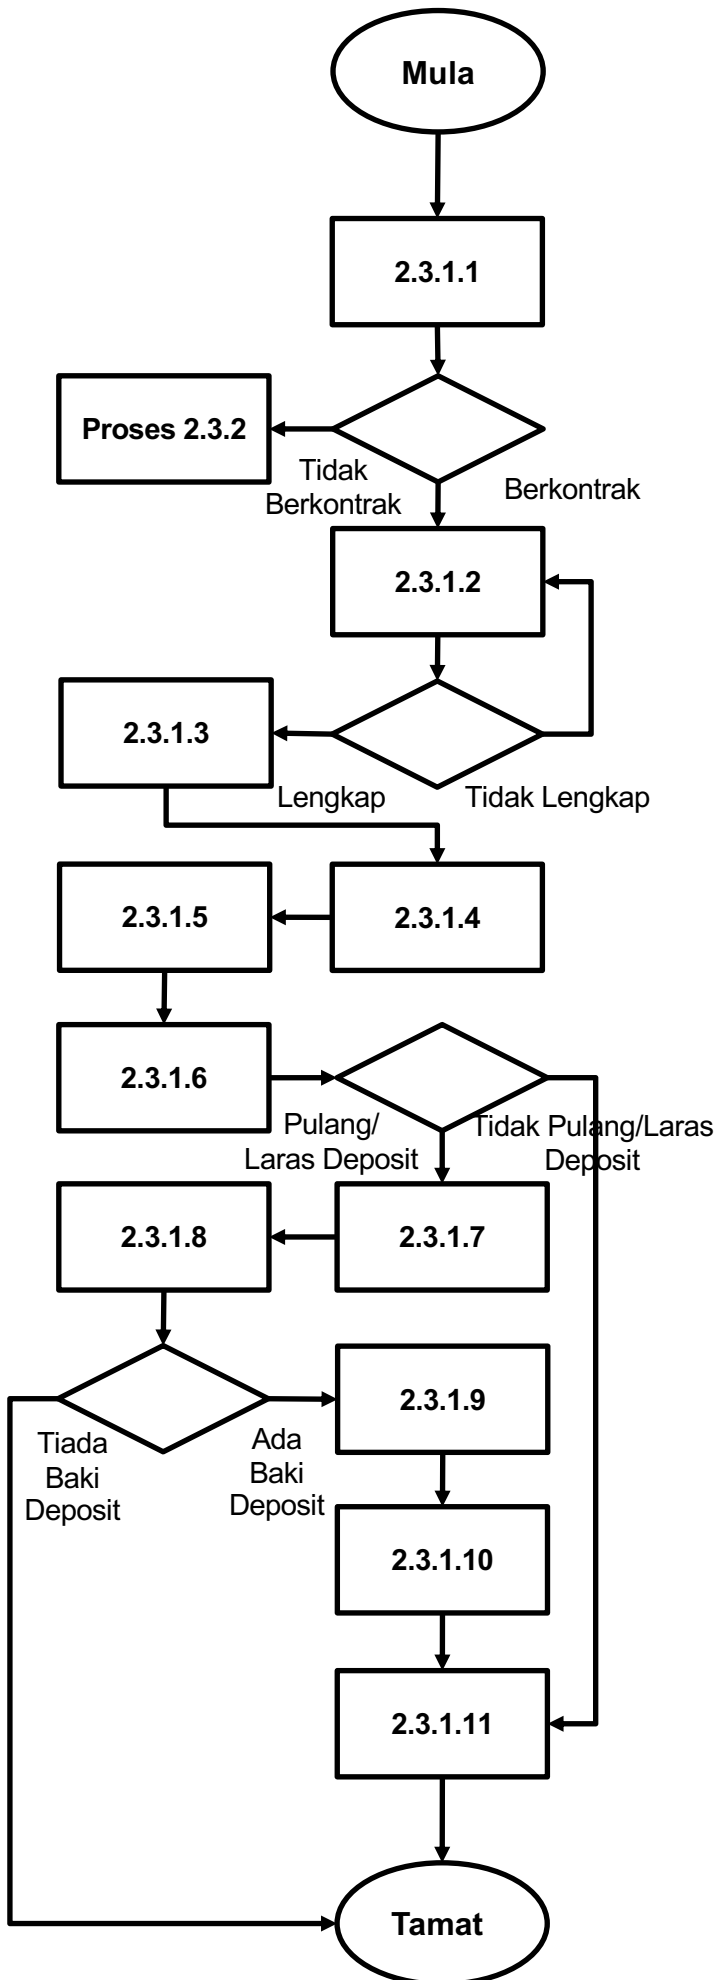 Mula
2.3.1.1
Proses 2.3.2
Tidak
Berkontrak
Berkontrak
2.3.1.2
2.3.1.3
Lengkap
Tidak Lengkap
2.3.1.5
2.3.1.4
2.3.1.6
Pulang/
Laras Deposit
Tidak Pulang/Laras
Deposit
2.3.1.8
2.3.1.7
2.3.1.9
Tiada
Baki
Deposit
Ada
Baki
Deposit
2.3.1.10
2.3.1.11
Tamat